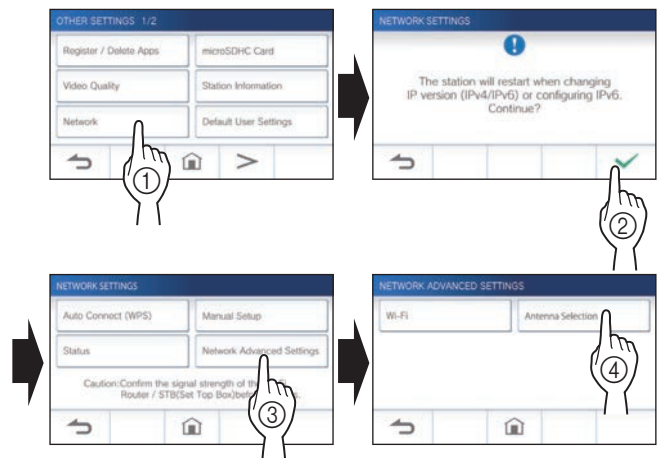 OTHER SETTINGS 1/2
Register / Delete Apps
microSDHC Card
Video Quality
Station Information
Network
Default User Settings
1
NETWORK SETTINGS
!
The station will restart when changing
IP version (IPv4/IPv6) or configuring IPv6.
Continue?
2
NETWORK SETTINGS
Auto Connect (WPS)
Manual Setup
Status
Network Advanced Settings
Caution:Confirm the signal strength of the
Router / STB(Set Top Box)before
3
NETWORK ADVANCED SETTINGS
Wi-Fi
Antenna Selection
4